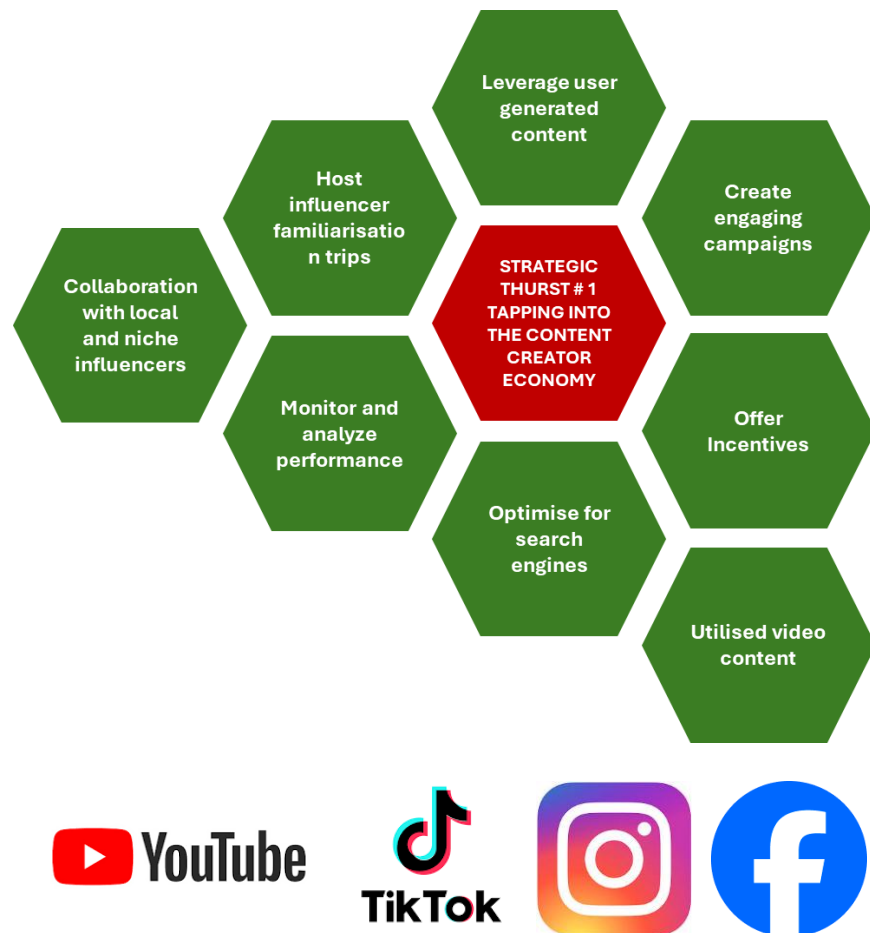 Leverage user
generated
content
Host
influencer
familiarisatio
n trips
Create
engaging
campaigns
Collaboration
with local
and niche
influencers
STRATEGIC
THURST # 1
TAPPING INTO
THE CONTENT
CREATOR
ECONOMY
Monitor and
analyze
performance
Offer
Incentives
Optimise for
search
engines
Utilised video
content
YouTube
TikTok